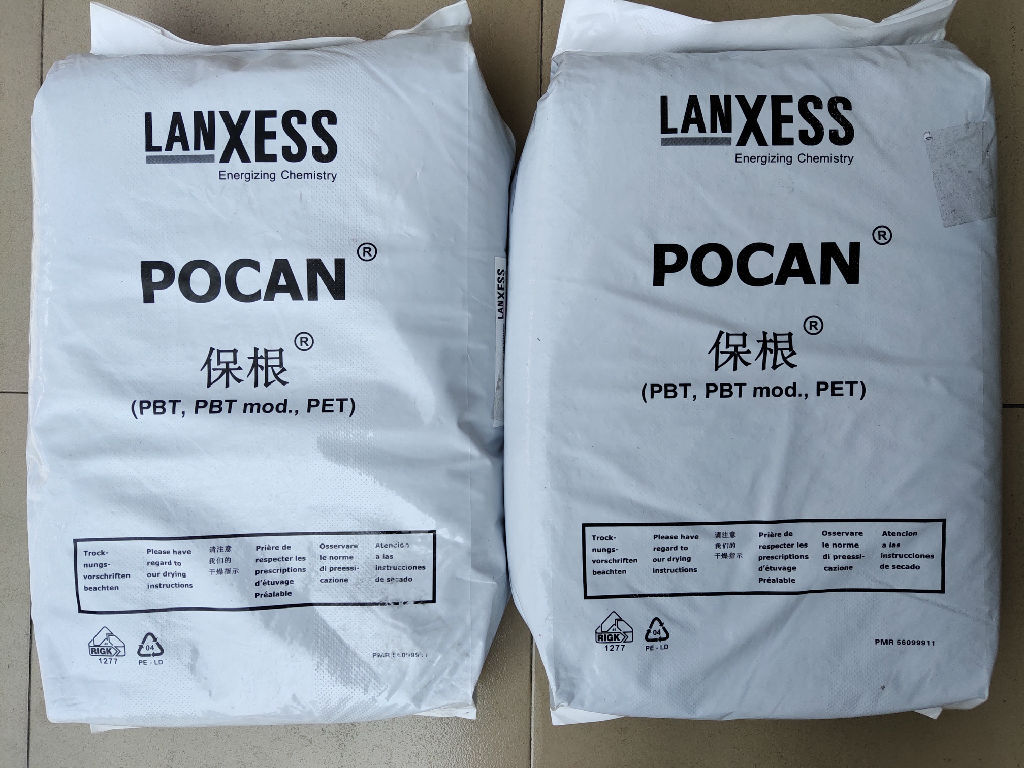 LANXESS
Energizing Chemistry
POCAN®
保根®
(PBT, PBT mod., PET)
Trock-
nungs-
vorschriften
beachten
Please have
regard to
our drying
instructions
请注意
我们的
干燥指示
Prière de
respecter les
prescriptions
d'étuvage
Préalable
Osservare
le norme
di preessi-
cazione
Atención
a las
instrucciones
de secado
RIGK
1277
04
PE - LD
PMR
LANXESS
LANXESS
Energizing Chemistry
POCAN®
保根®
(PBT, PBT mod., PET)
Trock-
nungs-
vorschriften
beachten
Please have
regard to
our drying
instructions
请注意
我们的
干燥指示
Prière de
respecter les
prescriptions
d'étuvage
Préalable
Osservare
le norme
di preessi-
cazione
Atencion
a las
instrucciones
de secado
RIGK
1277
04
PE - LD
PMR 56099911